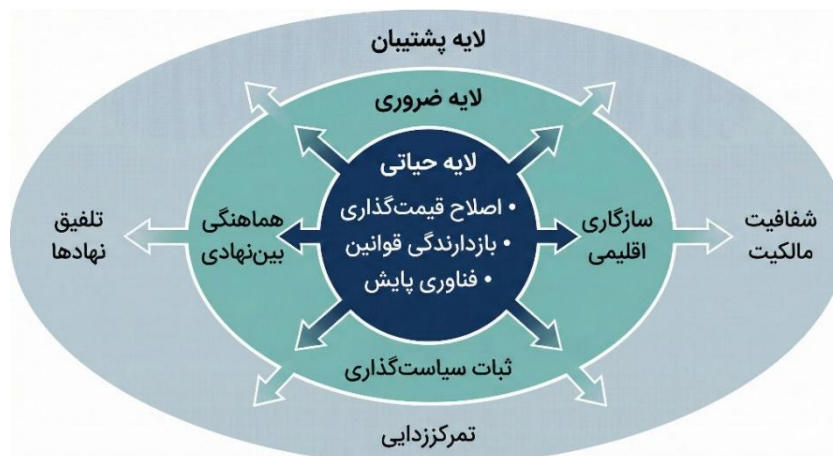 لایه پشتیبان
لایه ضروری
لایه حیاتی
• اصلاح قیمت‌گذاری
• بازدارندگی قوانین
• فناوری پایش
شفافیت
مالکیت
سازگاری
اقلیمی
هماهنگی
بین‌نهادی
تلفیق
نهادها
ثبات سیاست‌گذاری
تمرکززدایی